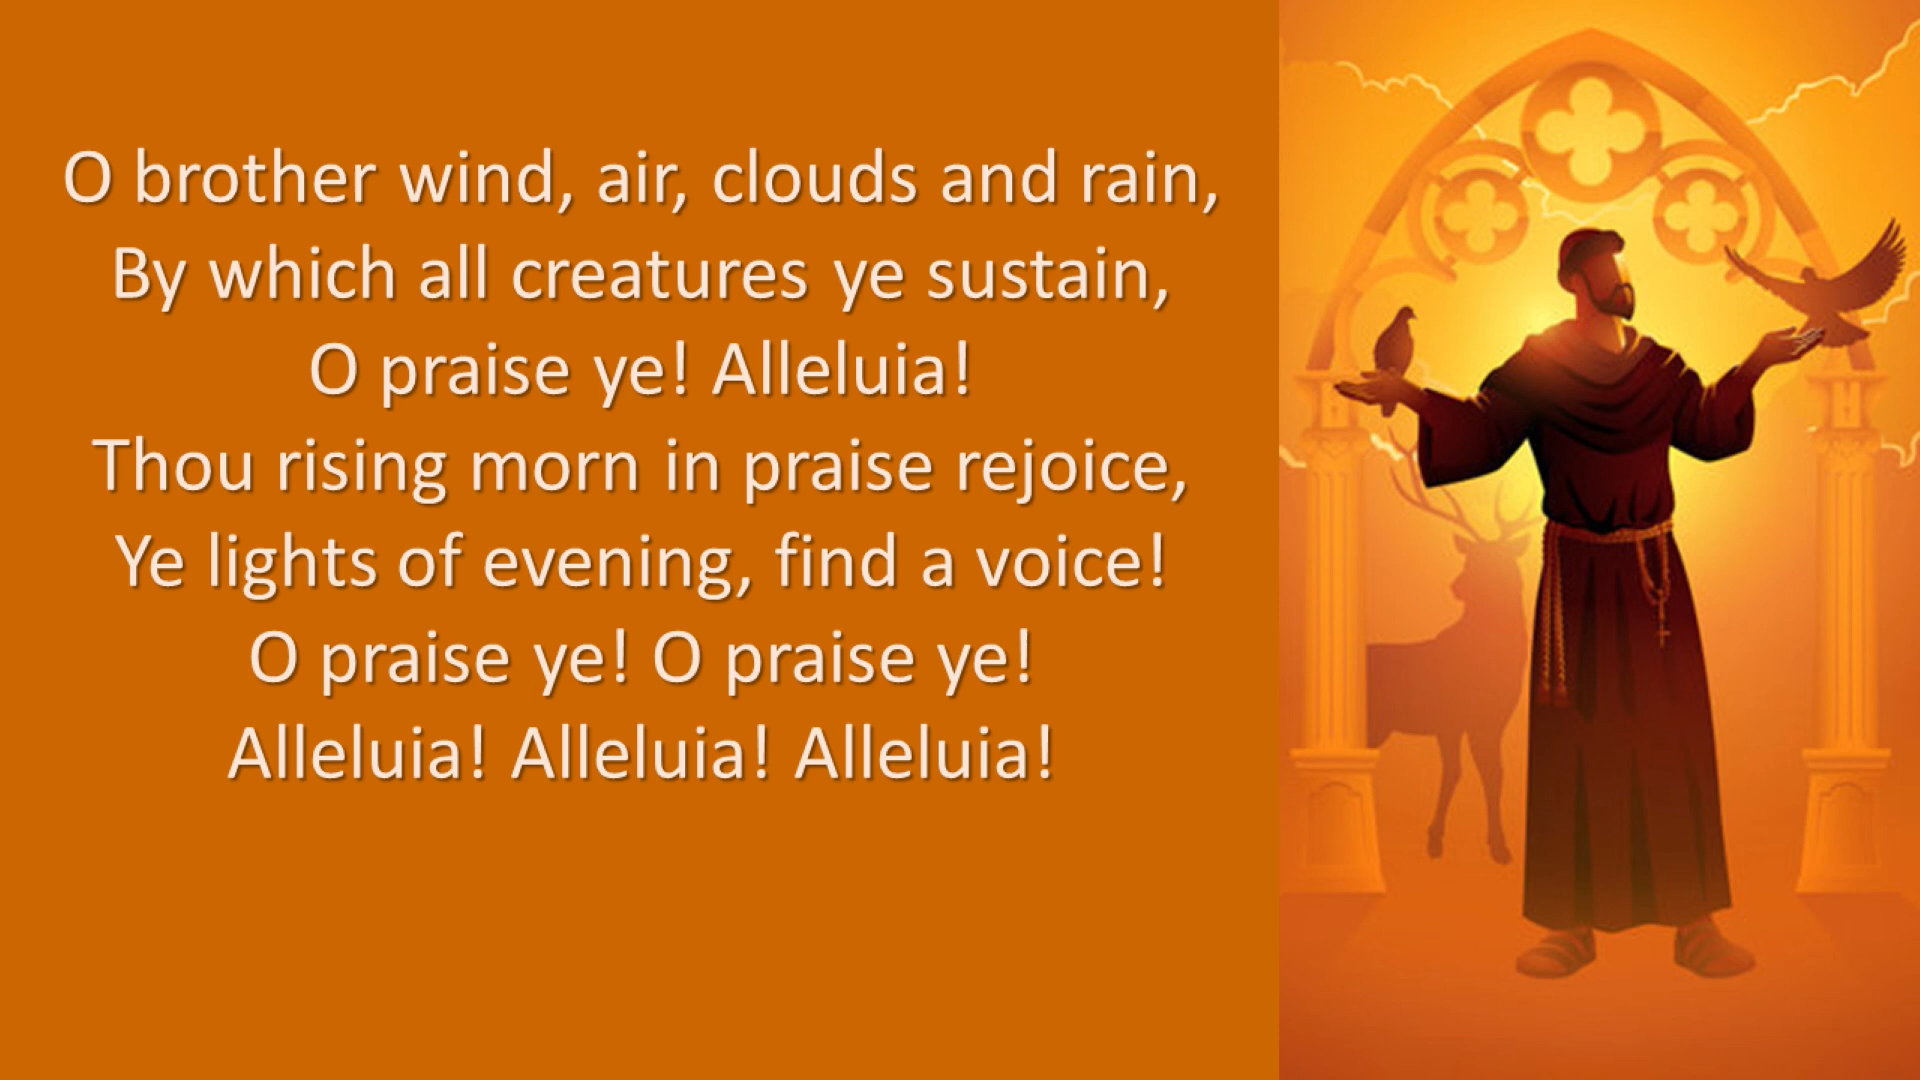 O brother wind, air, clouds and rain,
By which all creatures ye sustain,
O praise ye! Alleluia!
Thou rising morn in praise rejoice,
Ye lights of evening, find a voice!
O praise ye! O praise ye!
Alleluia! Alleluia! Alleluia!